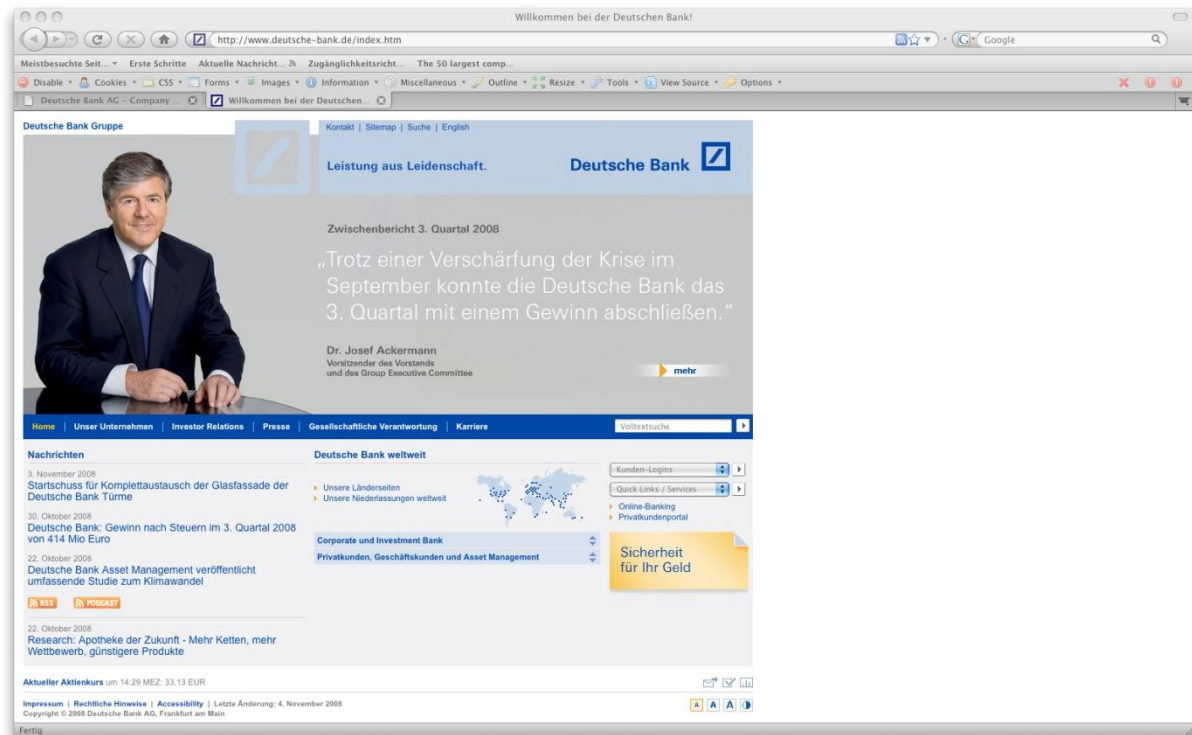 Willkommen bei der Deutschen Bank!
http://www.deutsche-bank.de/index.htm
Google
Meistbesuchte Seit... Erste Schritte Aktuelle Nachricht... Zugänglichkeitsricht... The 50 largest comp...
Disable Cookies CSS Forms Images Information Miscellaneous Outline Resize Tools View Source Options
Deutsche Bank AG - Company ... Willkommen bei der Deutschen...
Deutsche Bank Gruppe
Kontakt | Sitemap | Suche | English
Leistung aus Leidenschaft.
Deutsche Bank
Zwischenbericht 3. Quartal 2008
„Trotz einer Verschärfung der Krise im
September konnte die Deutsche Bank das
3. Quartal mit einem Gewinn abschließen.“
Dr. Josef Ackermann
Vorsitzender des Vorstands
und des Group Executive Committee
mehr
Home | Unser Unternehmen | Investor Relations | Presse | Gesellschaftliche Verantwortung | Karriere
Volltextsuche
Nachrichten
3. November 2008
Startschuss für Komplettaustausch der Glasfassade der
Deutsche Bank Türme
30. Oktober 2008
Deutsche Bank: Gewinn nach Steuern im 3. Quartal 2008
von 414 Mio Euro
22. Oktober 2008
Deutsche Bank Asset Management veröffentlicht
umfassende Studie zum Klimawandel
RSS PODCAST
22. Oktober 2008
Research: Apotheke der Zukunft - Mehr Ketten, mehr
Wettbewerb, günstigere Produkte
Deutsche Bank weltweit
Unsere Länderseiten
Unsere Niederlassungen weltweit
Corporate und Investment Bank
Privatkunden, Geschäftskunden und Asset Management
Kunden-Logins
Quick Links / Services
Online-Banking
Privatkundenportal
Sicherheit
für Ihr Geld
Aktueller Aktienkurs um 14:29 MEZ: 33,13 EUR
Impressum | Rechtliche Hinweise | Accessibility | Letzte Änderung: 4. November 2008
Copyright © 2008 Deutsche Bank AG, Frankfurt am Main
A A A
Fertig